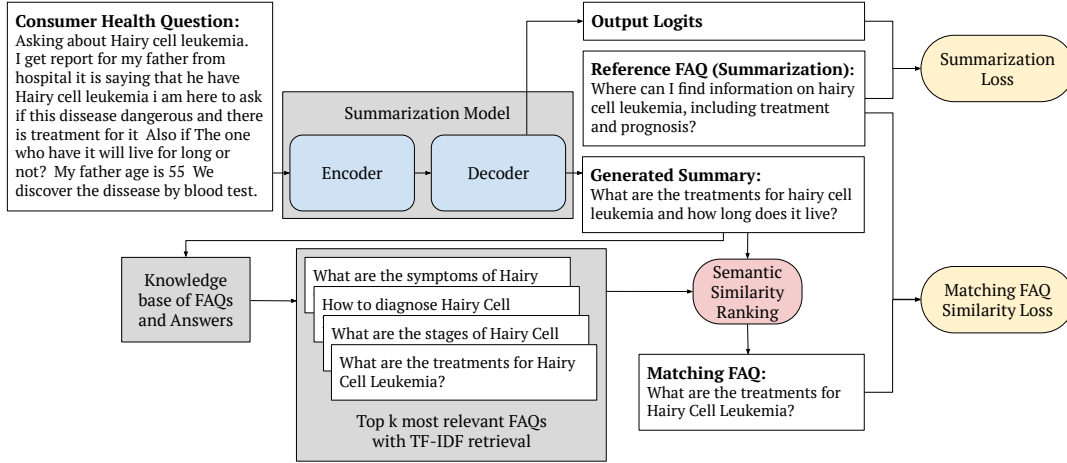 Consumer Health Question:
Asking about Hairy cell leukemia.
I get report for my father from
hospital it is saying that he have
Hairy cell leukemia i am here to ask
if this dissease dangerous and there
is treatment for it Also if The one
who have it will live for long or
not? My father age is 55 We
discover the dissease by blood test.
Summarization Model
Encoder
Decoder
Output Logits
Reference FAQ (Summarization):
Where can I find information on hairy
cell leukemia, including treatment
and prognosis?
Generated Summary:
What are the treatments for hairy cell
leukemia and how long does it live?
Summarization
Loss
Knowledge
base of FAQs
and Answers
What are the symptoms of Hairy
How to diagnose Hairy Cell
What are the stages of Hairy Cell
What are the treatments for Hairy
Cell Leukemia?
Top k most relevant FAQs
with TF-IDF retrieval
Semantic
Similarity
Ranking
Matching FAQ:
What are the treatments for
Hairy Cell Leukemia?
Matching FAQ
Similarity Loss